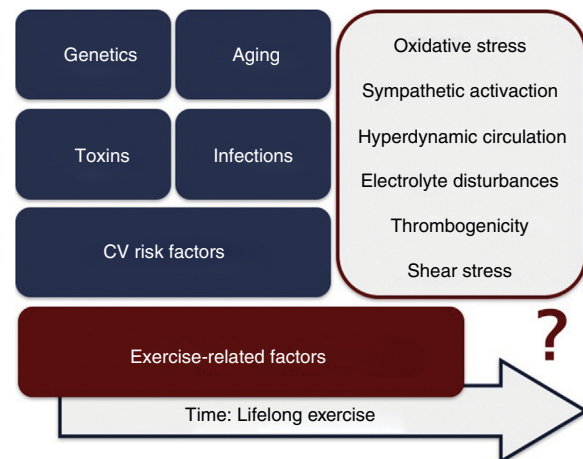 Genetics
Aging
Toxins
Infections
CV risk factors
Oxidative stress
Sympathetic activaction
Hyperdynamic circulation
Electrolyte disturbances
Thrombogenicity
Shear stress
?
Exercise-related factors
Time: Lifelong exercise